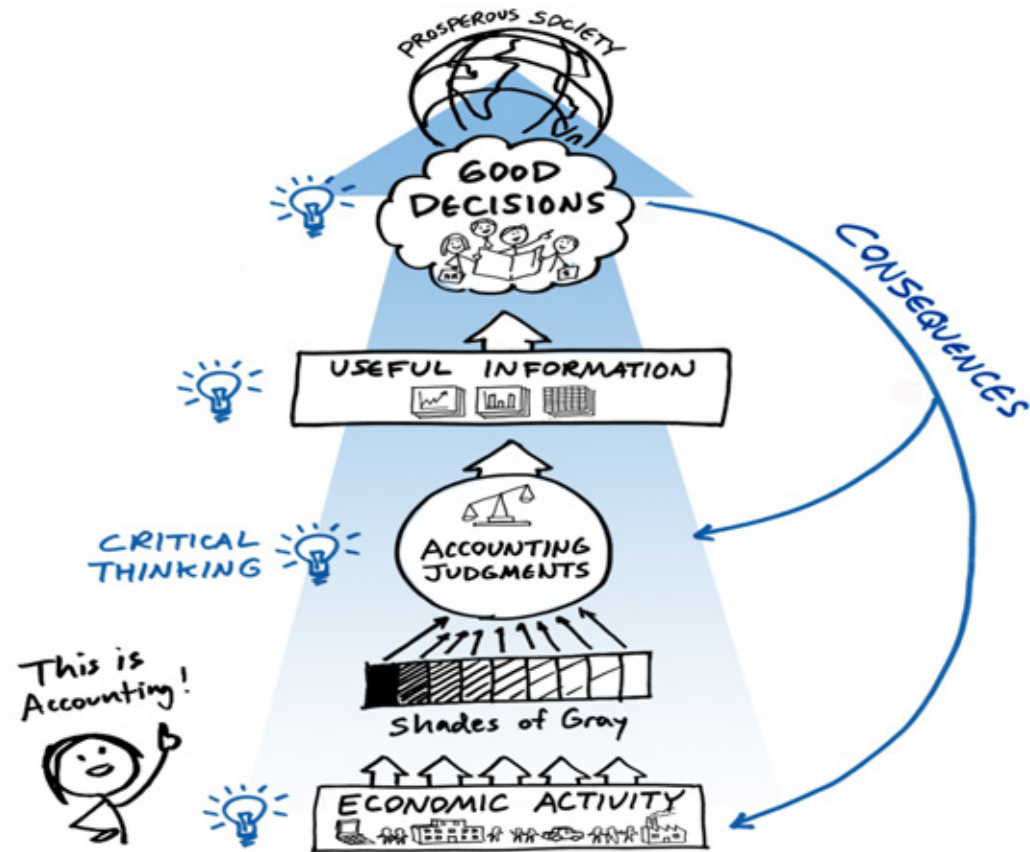 PROSPEROUS SOCIETY
GOOD
DECISIONS
CONSEQUENCES
USEFUL INFORMATION
CRITICAL
THINKING
ACCOUNTING
JUDGMENTS
This is
Accounting!
Shades of Gray
ECONOMIC ACTIVITY